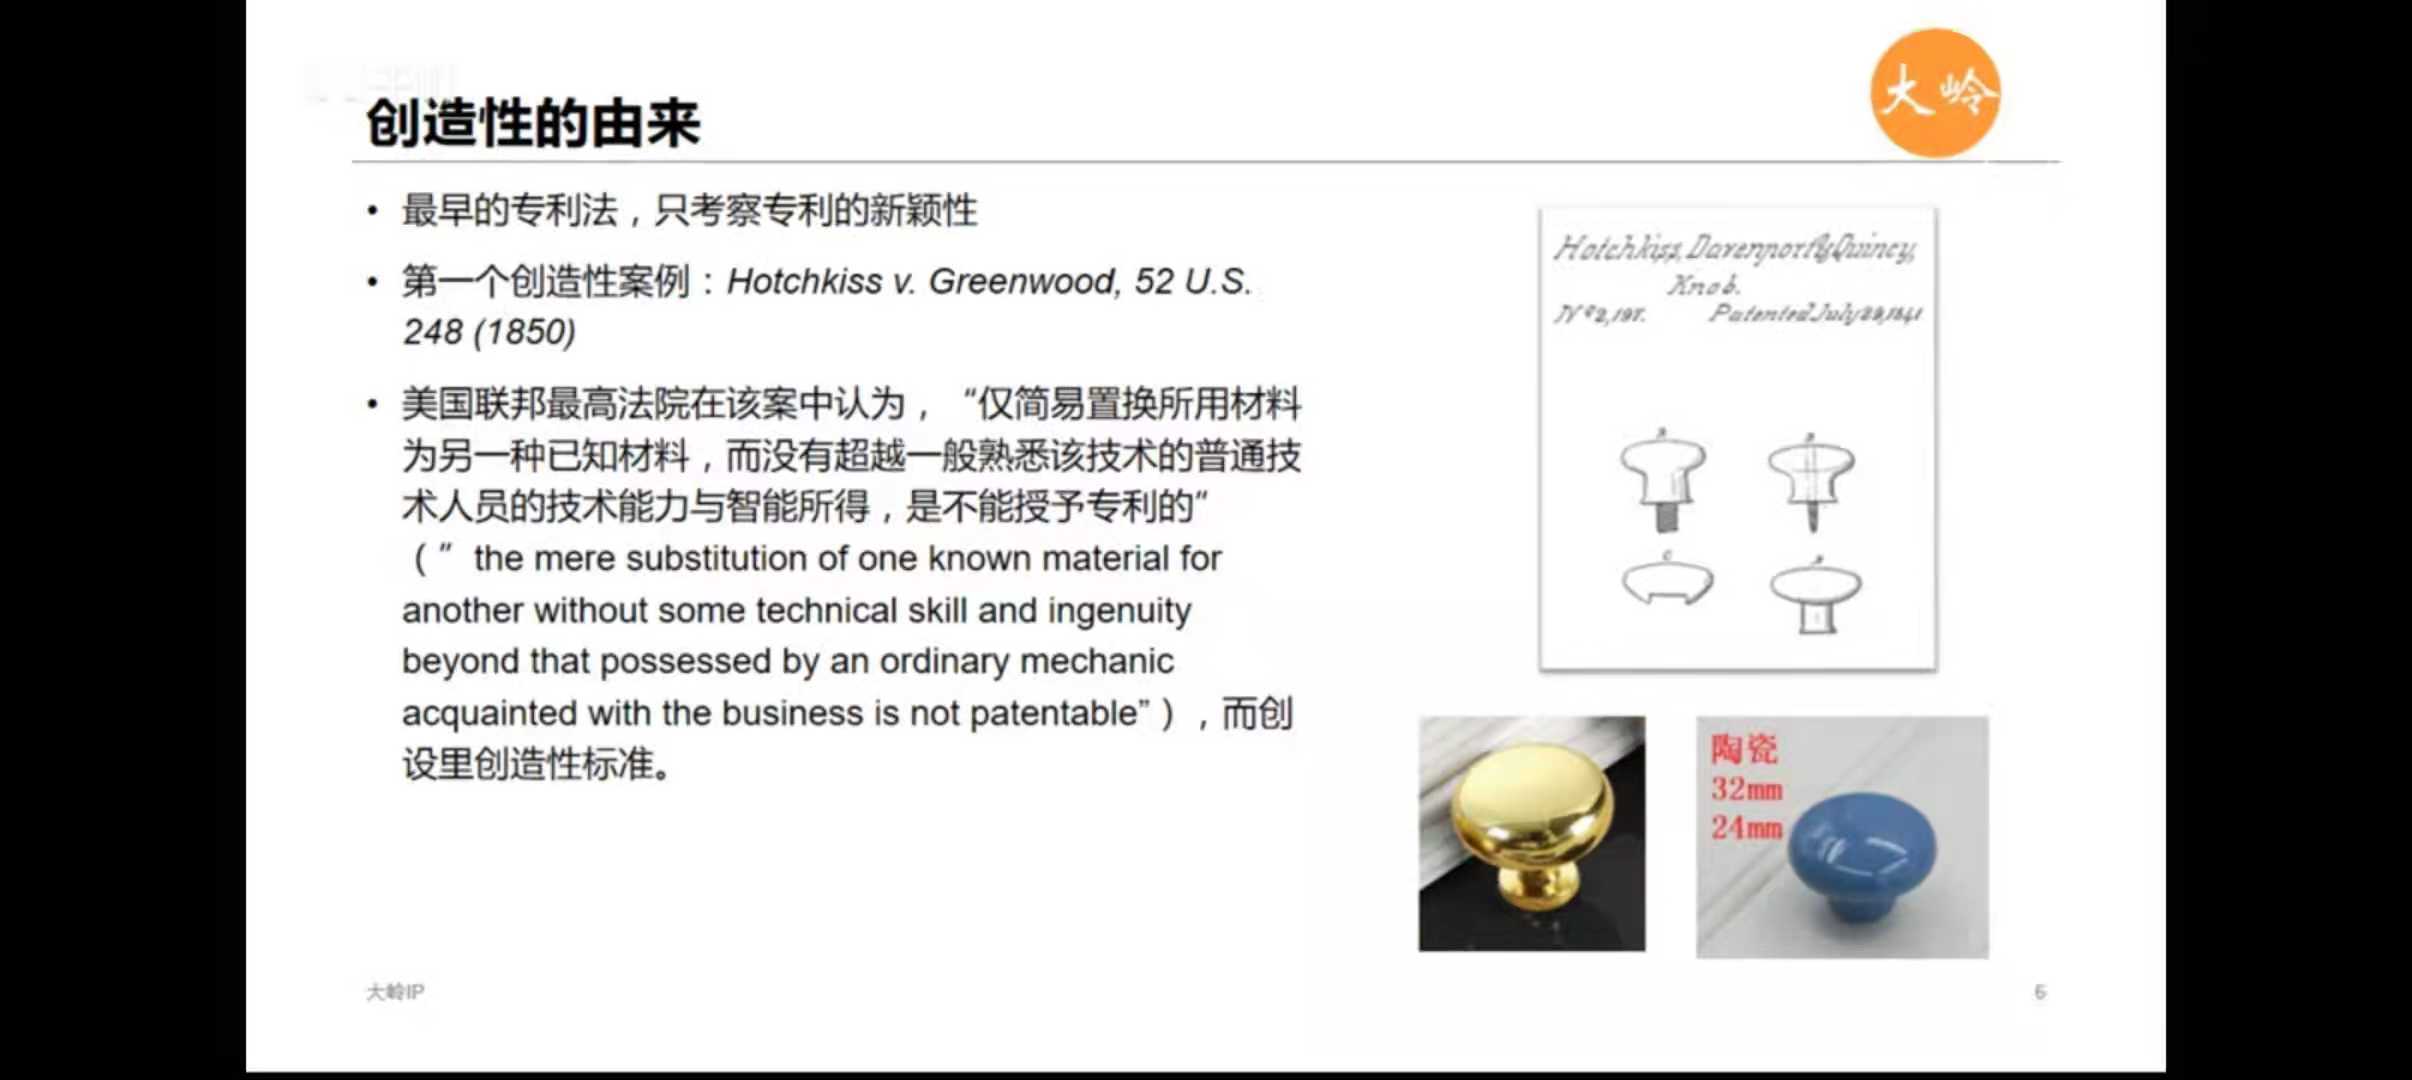 创造性的由来
大岭
• 最早的专利法，只考察专利的新颖性
• 第一个创造性案例：Hotchkiss v. Greenwood, 52 U.S.
248 (1850)
• 美国联邦最高法院在该案中认为，“仅简易置换所用材料
为另一种已知材料，而没有超越一般熟悉该技术的普通技
术人员的技术能力与智能所得，是不能授予专利的”
（”the mere substitution of one known material for
another without some technical skill and ingenuity
beyond that possessed by an ordinary mechanic
acquainted with the business is not patentable”），而创
设里创造性标准。
Hotchkiss, Davenport & Quincy,
Knob.
Nº 2,197. Patented July 29, 1841
陶瓷
32mm
24mm
大岭IP
6